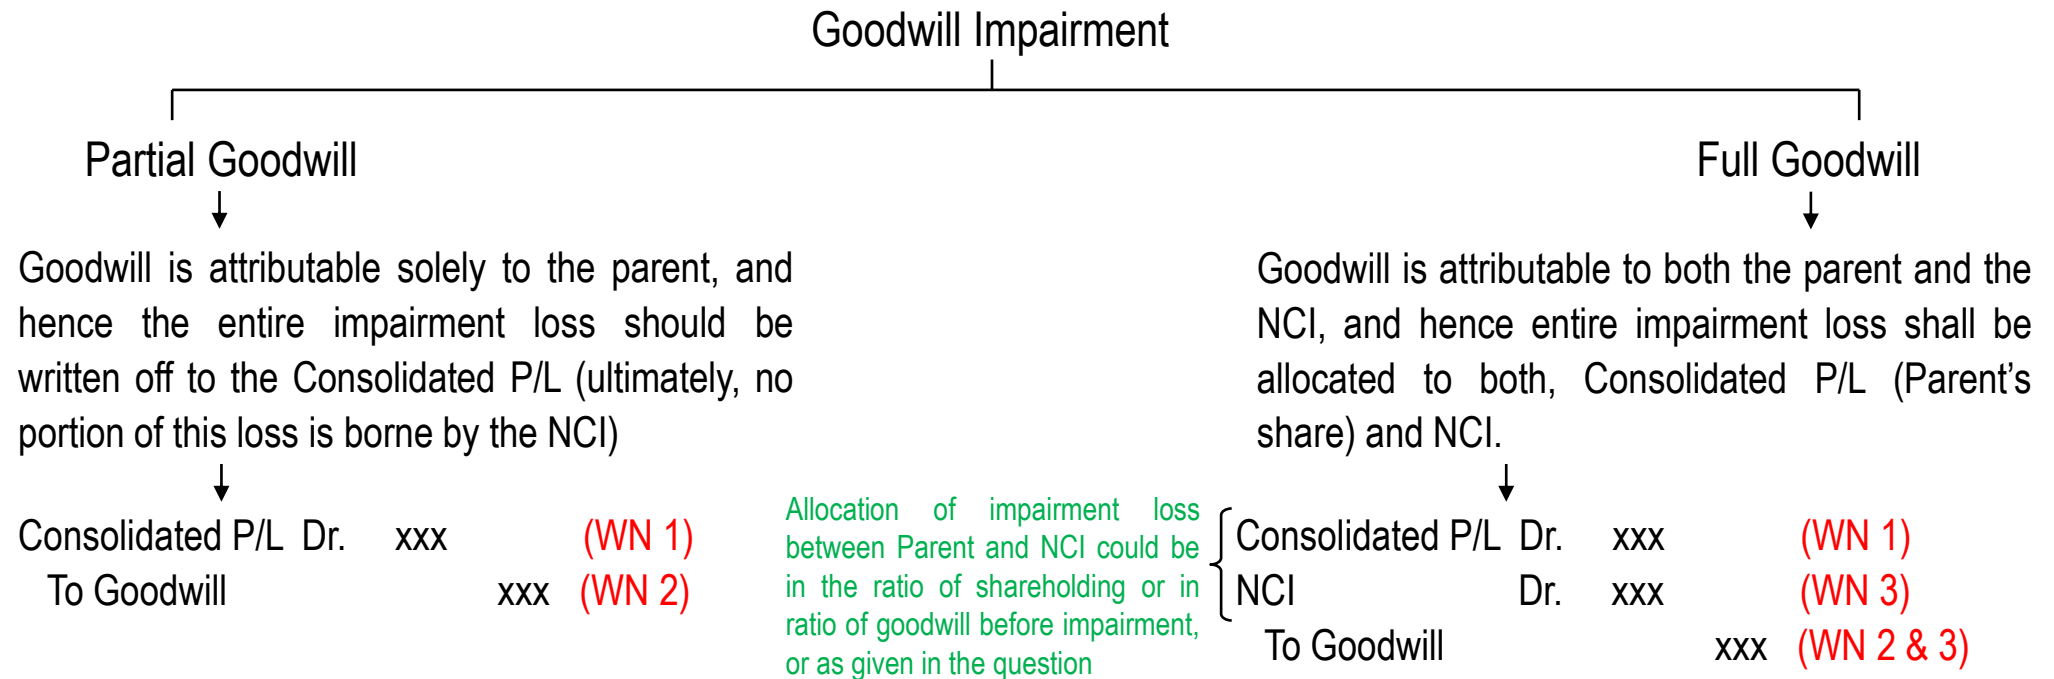 Goodwill Impairment
Partial Goodwill
Goodwill is attributable solely to the parent, and
hence the entire impairment loss should be
written off to the Consolidated P/L (ultimately, no
portion of this loss is borne by the NCI)
Consolidated P/L Dr. xxx (WN 1)
To Goodwill xxx (WN 2)
Full Goodwill
Goodwill is attributable to both the parent and the
NCI, and hence entire impairment loss shall be
allocated to both, Consolidated P/L (Parent’s
share) and NCI.
Allocation of impairment loss
between Parent and NCI could be
in the ratio of shareholding or in
ratio of goodwill before impairment,
or as given in the question
Consolidated P/L Dr. xxx (WN 1)
NCI Dr. xxx (WN 3)
To Goodwill xxx (WN 2 & 3)